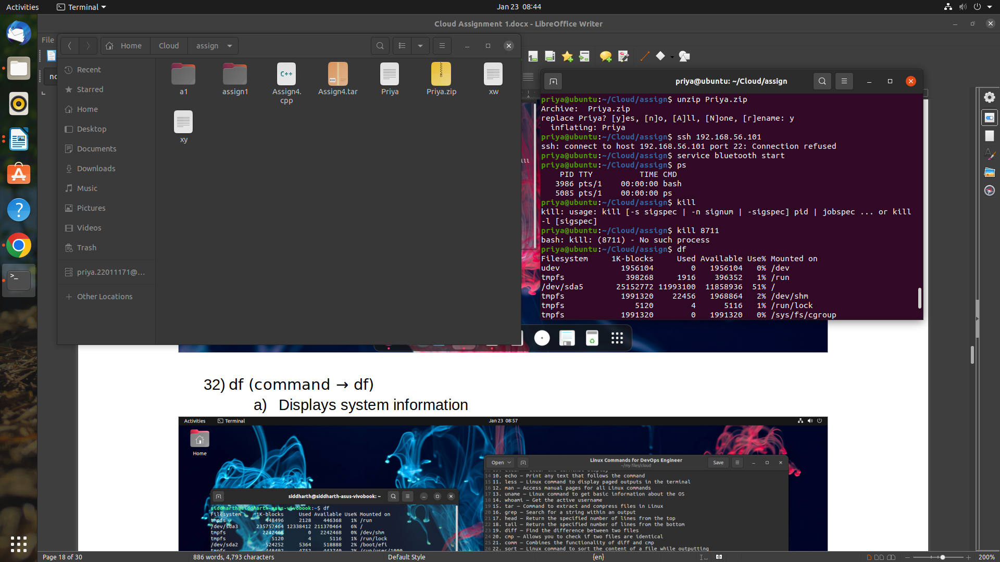 Activities
Terminal
Jan 23 08:44
Cloud Assignment 1.docx - LibreOffice Writer
File
Home
Cloud
assign
Recent
Starred
Home
Desktop
Documents
Downloads
Music
Pictures
Videos
Trash
priya.22011171@...
Other Locations
a1
assign1
C++
Assign4.
cpp
Assign4.tar
Priya
Priya.zip
xw
xy
priya@ubuntu: ~/Cloud/assign
priya@ubuntu:~/Cloud/assign$ unzip Priya.zip
Archive:  Priya.zip
replace Priya? [y]es, [n]o, [A]ll, [N]one, [r]ename: y
  inflating: Priya
priya@ubuntu:~/Cloud/assign$ ssh 192.168.56.101
ssh: connect to host 192.168.56.101 port 22: Connection refused
priya@ubuntu:~/Cloud/assign$ service bluetooth start
priya@ubuntu:~/Cloud/assign$ ps
    PID TTY          TIME CMD
   3986 pts/1    00:00:00 bash
   5085 pts/1    00:00:00 ps
priya@ubuntu:~/Cloud/assign$ kill
kill: usage: kill [-s sigspec | -n signum | -sigspec] pid | jobspec ... or kill
-l [sigspec]
priya@ubuntu:~/Cloud/assign$ kill 8711
bash: kill: (8711) - No such process
priya@ubuntu:~/Cloud/assign$ df
Filesystem     1K-blocks     Used Available Use% Mounted on
udev             1956104        0   1956104   0% /dev
tmpfs             398268     1916    396352   1% /run
/dev/sda5       25152772 11993100  11858936  51% /
tmpfs            1991320    22456   1968864   2% /dev/shm
tmpfs               5120        4      5116   1% /run/lock
tmpfs            1991320        0   1991320   0% /sys/fs/cgroup
32) df (command → df)
a) Displays system information
Activities
Terminal
Jan 23 08:57
Home
Open
Linux Commands for DevOps Engineer
~/my files/cloud
Save
14 10. echo — Print any text that follows the command
15 11. less — Linux command to display paged outputs in the terminal
16 12. man — Access manual pages for all Linux commands
17 13. uname — Linux command to get basic information about the OS
18 14. whoami — Get the active username
19 15. tar — Command to extract and compress files in Linux
20 16. grep — Search for a string within an output
21 17. head — Return the specified number of lines from the top
22 18. tail — Return the specified number of lines from the bottom
23 19. diff — Find the difference between two files
24 20. cmp — Allows you to check if two files are identical
25 21. comm — Combines the functionality of diff and cmp
26 22. sort — Linux command to sort the content of a file while outputting
siddharth@siddharth-asus-vivobook: ~
siddharth@siddharth-asus-vivobook:~$ df
Filesystem     1K-blocks     Used Available Use% Mounted on
tmpfs             448496     2128    446368   1% /run
/dev/sda3      235757464 12338412 211370464   6% /
tmpfs            2242468        0   2242468   0% /dev/shm
tmpfs               5120        4      5116   1% /run/lock
/dev/sda2         524252     5364    518888   2% /boot/efi
tmpfs             448492     4752    443740   2% /run/user/1000
Page 18 of 30
886 words, 4,793 characters
Default Style
{en}
200%